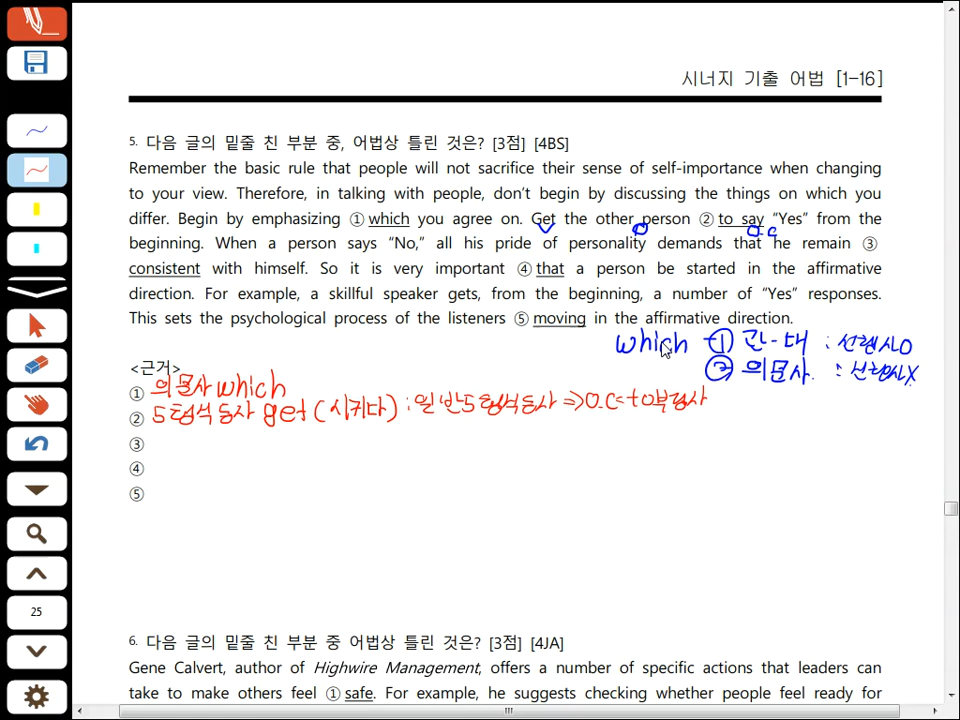 시너지 기출 어법 [1-16]
5. 다음 글의 밑줄 친 부분 중, 어법상 틀린 것은? [3점] [4BS]
Remember the basic rule that people will not sacrifice their sense of self-importance when changing
to your view. Therefore, in talking with people, don’t begin by discussing the things on which you
differ. Begin by emphasizing ① which you agree on. Get the other person ② to say “Yes” from the
V O O.C
beginning. When a person says “No,” all his pride of personality demands that he remain ③
consistent with himself. So it is very important ④ that a person be started in the affirmative
direction. For example, a skillful speaker gets, from the beginning, a number of “Yes” responses.
This sets the psychological process of the listeners ⑤ moving in the affirmative direction.
which ① 관·대 : 선행사O
② 의문사 : 선행사X
<근거>
① 의문사 which
② 5형식 동사 get (시키다) : 일반 5형식동사 ⇒ O.C = to부정사
③
④
⑤
25
6. 다음 글의 밑줄 친 부분 중 어법상 틀린 것은? [3점] [4JA]
Gene Calvert, author of Highwire Management, offers a number of specific actions that leaders can
take to make others feel ① safe. For example, he suggests checking whether people feel ready for